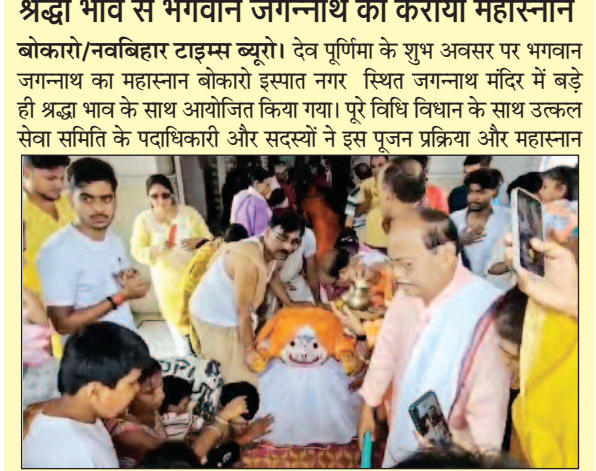 श्रद्धा भाव से भगवान जगन्नाथ का कराया महास्नान
बोकारो/नवबिहार टाइम्स ब्यूरो। देव पूर्णिमा के शुभ अवसर पर भगवान
जगन्नाथ का महास्नान बोकारो इस्पात नगर स्थित जगन्नाथ मंदिर में बड़े
ही श्रद्धा भाव के साथ आयोजित किया गया। पूरे विधि विधान के साथ उत्कल
सेवा समिति के पदाधिकारी और सदस्यों ने इस पूजन प्रक्रिया और महास्नान